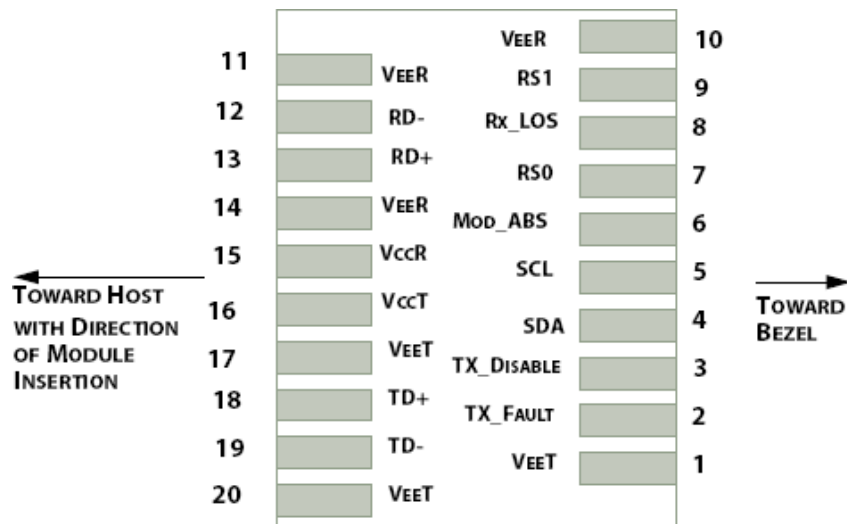 11
VEER
12
RD-
13
RD+
14
VEER
15
VCCR
16
VCCT
17
VEET
18
TD+
19
TD-
20
VEET
VEER
10
RS1
9
RX_LOS
8
RS0
7
MOD_ABS
6
SCL
5
SDA
4
TX_DISABLE
3
TX_FAULT
2
VEET
1
TOWARD HOST
WITH DIRECTION
OF MODULE
INSERTION
TOWARD
BEZEL